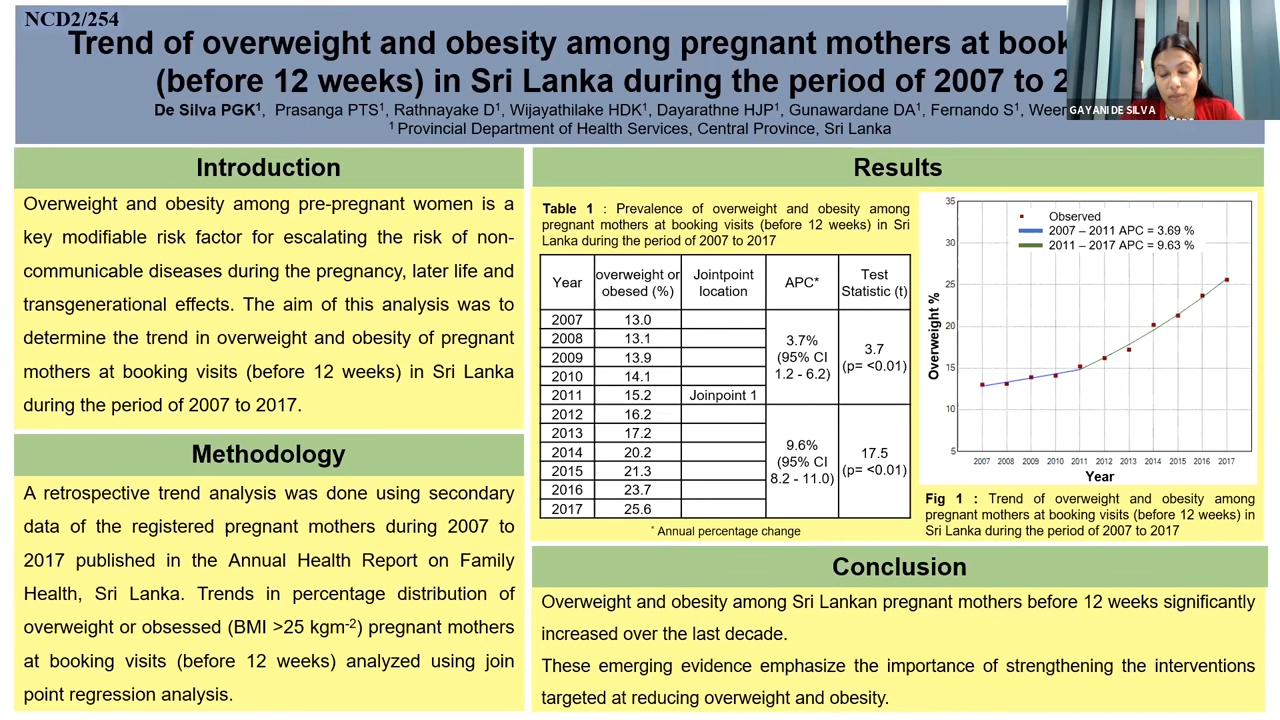 NCD2/254
Trend of overweight and obesity among pregnant mothers at book
(before 12 weeks) in Sri Lanka during the period of 2007 to 2
De Silva PGK¹, Prasanga PTS¹, Rathnayake D¹, Wijayathilake HDK¹, Dayarathne HJP¹, Gunawardane DA¹, Fernando S¹, Weer
¹ Provincial Department of Health Services, Central Province, Sri Lanka
GAYANI DE SILVA
Introduction
Overweight and obesity among pre-pregnant women is a
key modifiable risk factor for escalating the risk of non-
communicable diseases during the pregnancy, later life and
transgenerational effects. The aim of this analysis was to
determine the trend in overweight and obesity of pregnant
mothers at booking visits (before 12 weeks) in Sri Lanka
during the period of 2007 to 2017.
Methodology
A retrospective trend analysis was done using secondary
data of the registered pregnant mothers during 2007 to
2017 published in the Annual Health Report on Family
Health, Sri Lanka. Trends in percentage distribution of
overweight or obsessed (BMI >25 kgm⁻²) pregnant mothers
at booking visits (before 12 weeks) analyzed using join
point regression analysis.
Results
Table 1 : Prevalence of overweight and obesity among
pregnant mothers at booking visits (before 12 weeks) in Sri
Lanka during the period of 2007 to 2017
Year overweight or obesed (%) Jointpoint location APC* Test Statistic (t)
2007 13.0
2008 13.1
2009 13.9
2010 14.1
2011 15.2 Joinpoint 1
3.7% (95% CI 1.2 - 6.2)
3.7 (p= <0.01)
2012 16.2
2013 17.2
2014 20.2
2015 21.3
2016 23.7
2017 25.6
9.6% (95% CI 8.2 - 11.0)
17.5 (p= <0.01)
* Annual percentage change
Observed
2007 – 2011 APC = 3.69 %
2011 – 2017 APC = 9.63 %
Overweight %
35
30
25
20
15
10
5
2007 2008 2009 2010 2011 2012 2013 2014 2015 2016 2017
Year
Fig 1 : Trend of overweight and obesity among
pregnant mothers at booking visits (before 12 weeks) in
Sri Lanka during the period of 2007 to 2017
Conclusion
Overweight and obesity among Sri Lankan pregnant mothers before 12 weeks significantly
increased over the last decade.
These emerging evidence emphasize the importance of strengthening the interventions
targeted at reducing overweight and obesity.